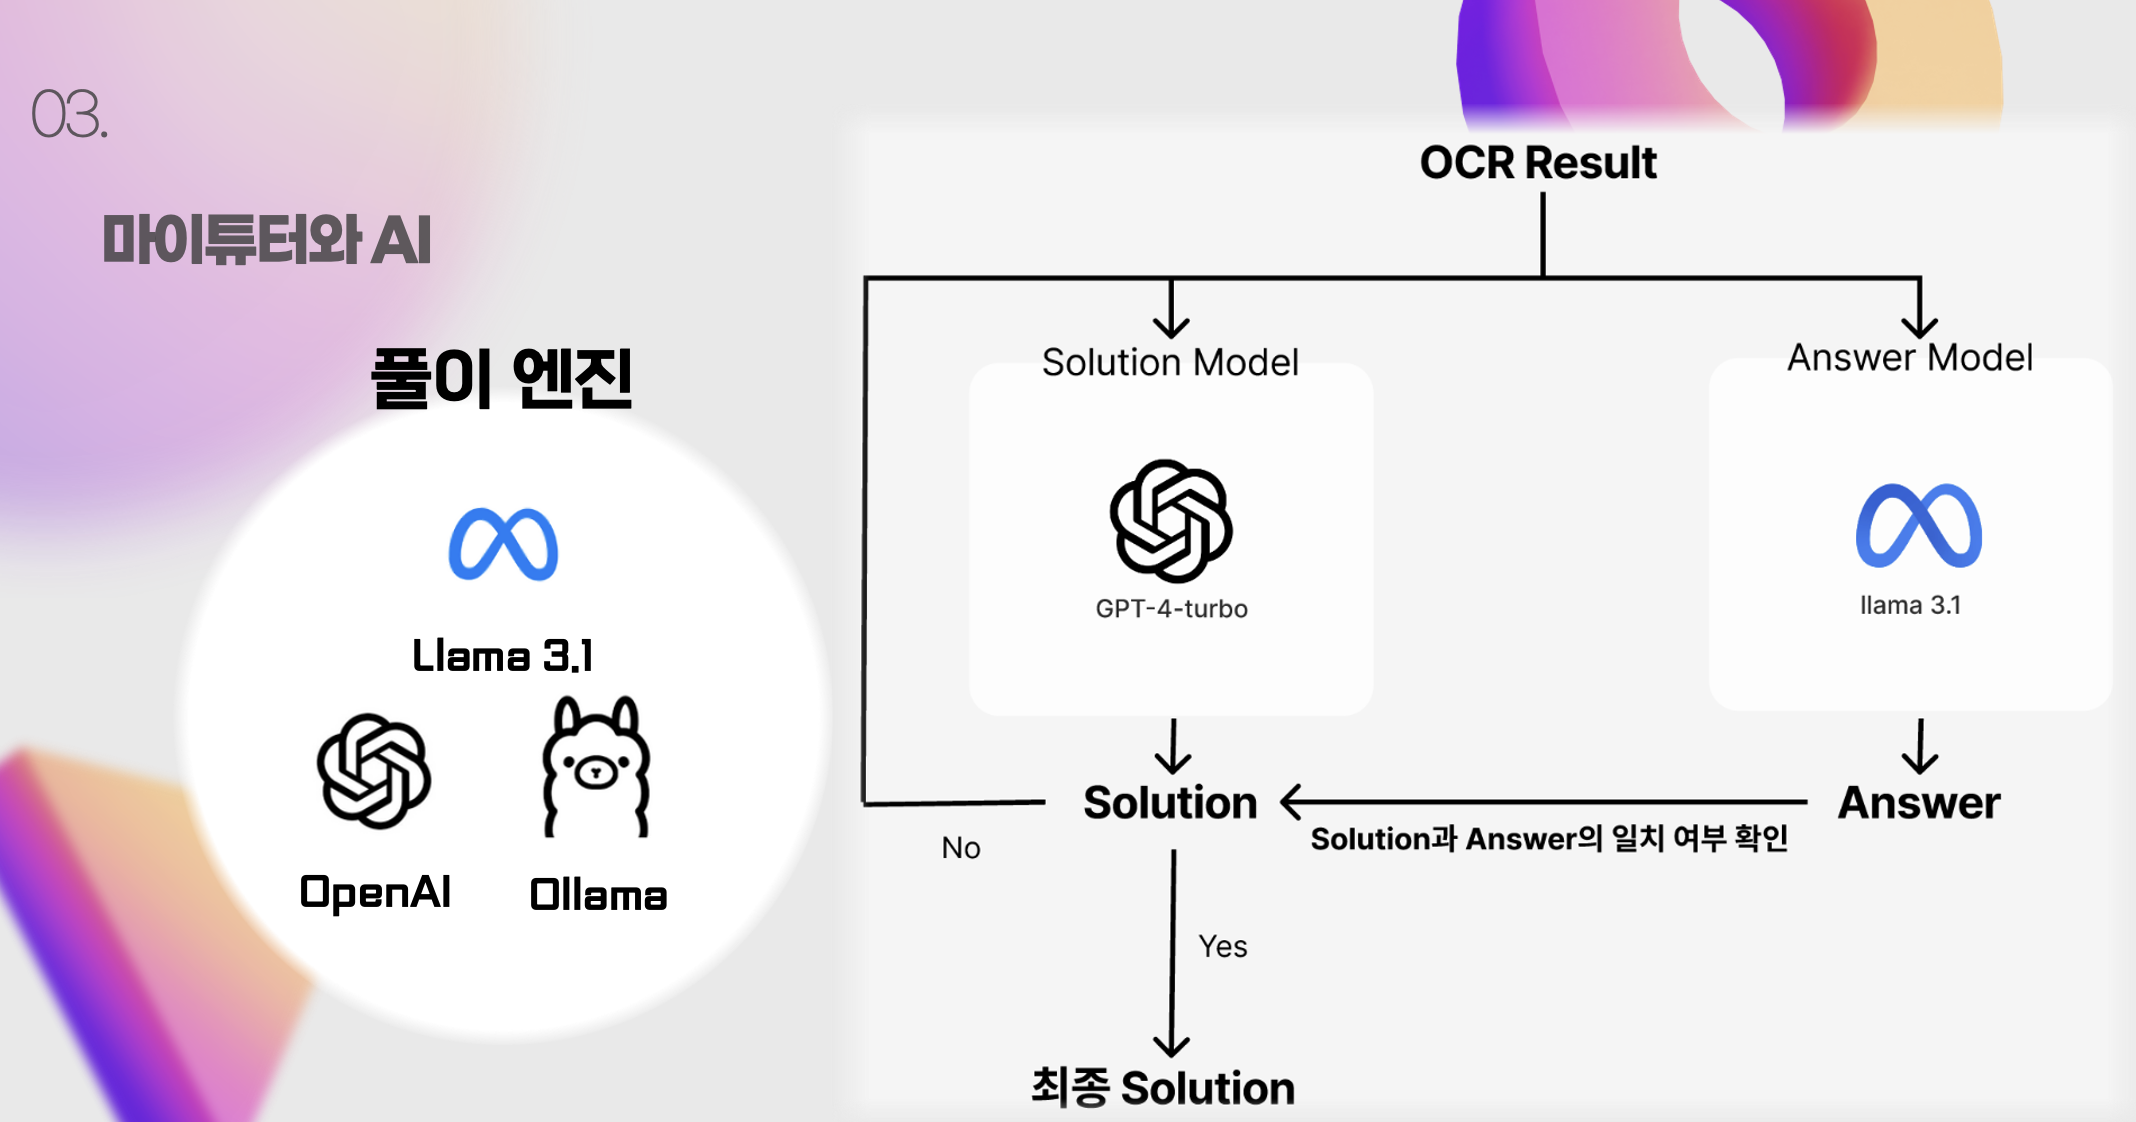 03.
마이튜터와 AI
풀이 엔진
Llama 3.1
OpenAI
Ollama
OCR Result
Solution Model
Answer Model
GPT-4-turbo
llama 3.1
Solution
Answer
Solution과 Answer의 일치 여부 확인
No
Yes
최종 Solution